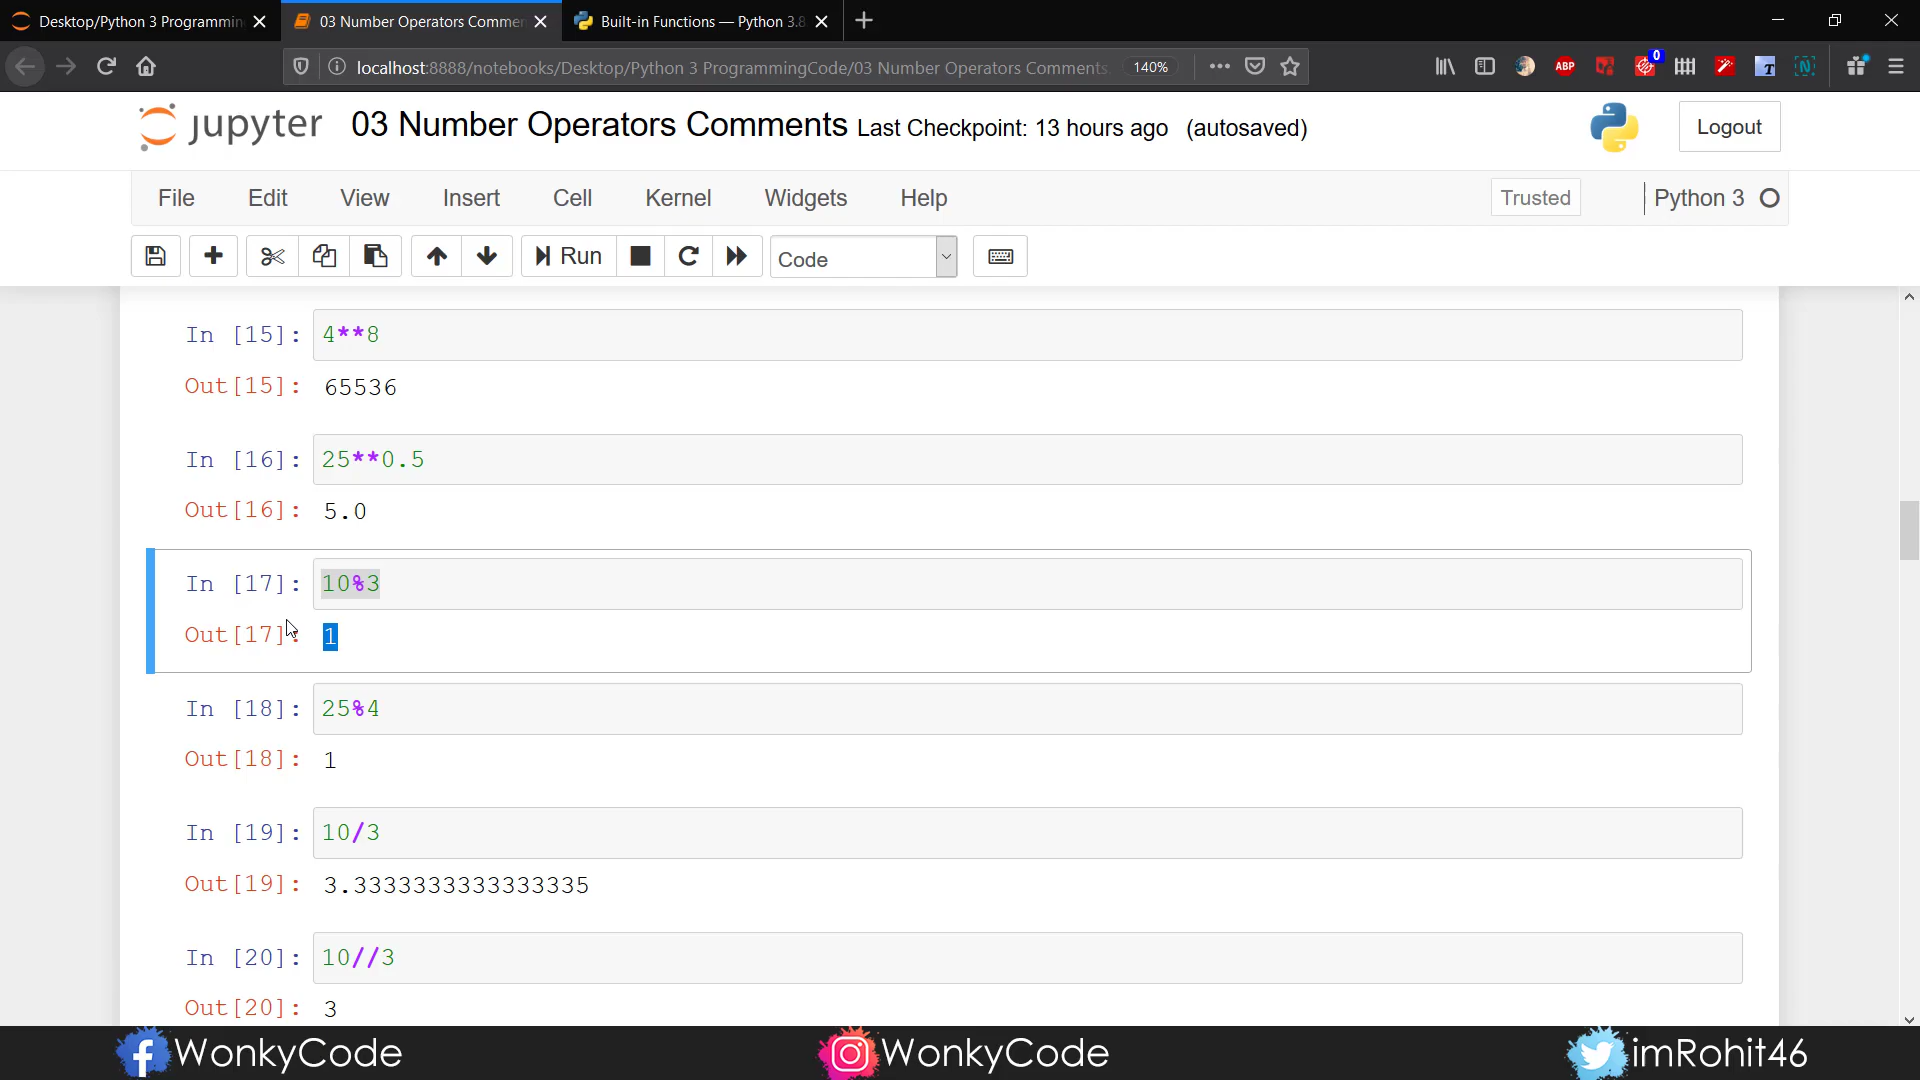 Desktop/Python 3 Programmin
03 Number Operators Commen
Built-in Functions — Python 3.8
localhost:8888/notebooks/Desktop/Python 3 ProgrammingCode/03 Number Operators Comments.
140%
ABP
0
T
N
jupyter
03 Number Operators Comments
Last Checkpoint: 13 hours ago
(autosaved)
Logout
File
Edit
View
Insert
Cell
Kernel
Widgets
Help
Trusted
Python 3
Run
Code
In [15]:
4**8
Out[15]:
65536
In [16]:
25**0.5
Out[16]:
5.0
In [17]:
10%3
Out[17]:
1
In [18]:
25%4
Out[18]:
1
In [19]:
10/3
Out[19]:
3.3333333333333335
In [20]:
10//3
Out[20]:
3
WonkyCode
WonkyCode
imRohit46